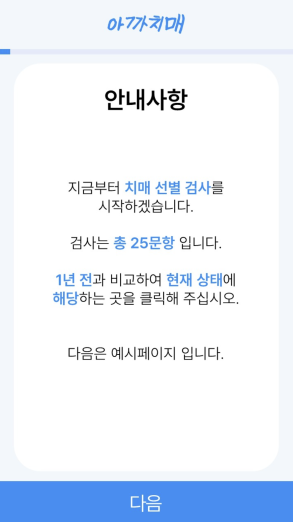 아까치매
안내사항
지금부터 치매 선별 검사를
시작하겠습니다.
검사는 총 25문항 입니다.
1년 전과 비교하여 현재 상태에
해당하는 곳을 클릭해 주십시오.
다음은 예시페이지 입니다.
다음